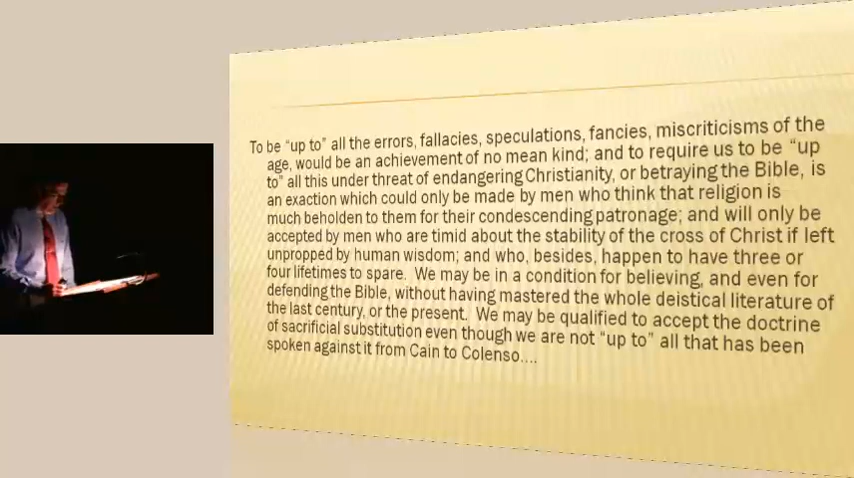 To be “up to” all the errors, fallacies, speculations, fancies, miscriticisms of the
age, would be an achievement of no mean kind; and to require us to be “up
to” all this under threat of endangering Christianity, or betraying the Bible, is
an exaction which could only be made by men who think that religion is
much beholden to them for their condescending patronage; and will only be
accepted by men who are timid about the stability of the cross of Christ if left
unpropped by human wisdom; and who, besides, happen to have three or
four lifetimes to spare. We may be in a condition for believing, and even for
defending the Bible, without having mastered the whole deistical literature of
the last century, or the present. We may be qualified to accept the doctrine
of sacrificial substitution even though we are not “up to” all that has been
spoken against it from Cain to Colenso....